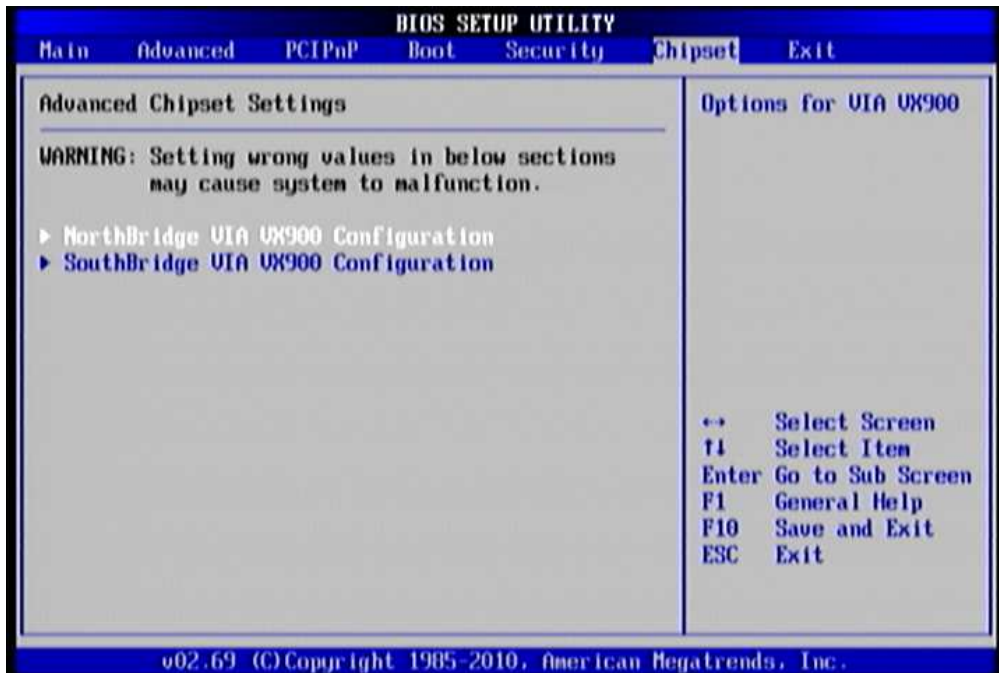 BIOS SETUP UTILITY
Main Advanced PCIPnP Boot Security Chipset Exit
Advanced Chipset Settings
WARNING: Setting wrong values in below sections
may cause system to malfunction.
► NorthBridge VIA VX900 Configuration
► SouthBridge VIA VX900 Configuration
Options for VIA VX900
↔ Select Screen
↑↓ Select Item
Enter Go to Sub Screen
F1 General Help
F10 Save and Exit
ESC Exit
v02.69 (C)Copyright 1985-2010, American Megatrends, Inc.